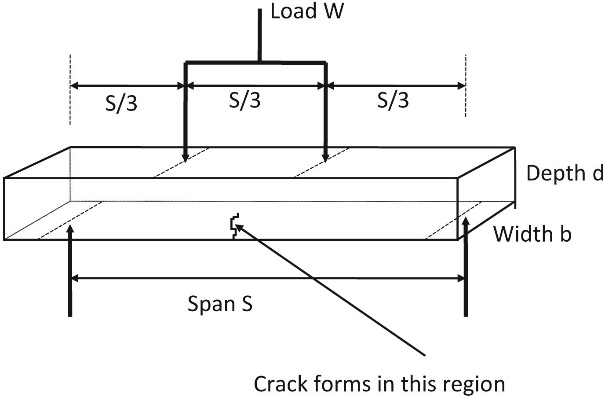 Load W
S/3
S/3
S/3
Depth d
Width b
Span S
Crack forms in this region